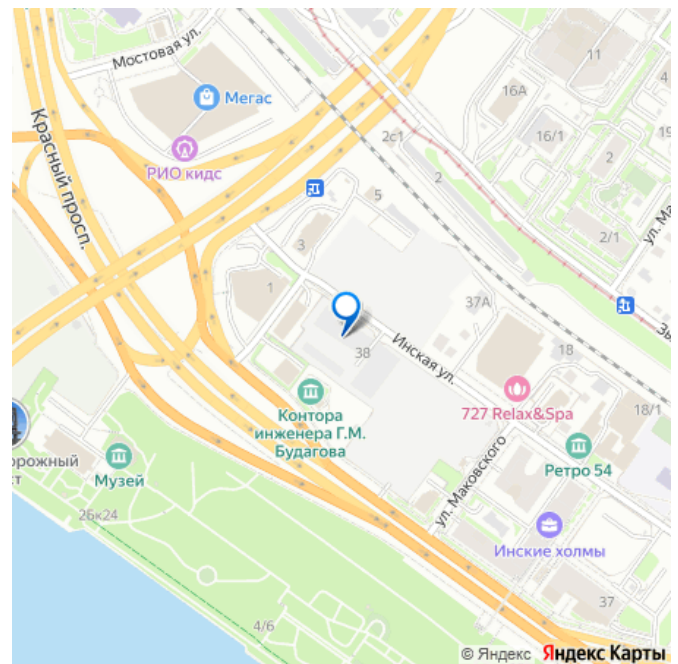 Мостовая ул.
11
4
16А
Мегас
Красный просп.
2с1
16/1
19
2
РИО кидс
2
5
ул. Ма
2/1
3
37А
1
Зы
Инская ул.
38
18
727 Relax&Spa
18/1
Контора
инженера Г.М.
Будагова
орожный
ст
Музей
ул. Маковского
Ретро 54
26к24
Инские холмы
37
4/6
© Яндекс Яндекс Карты